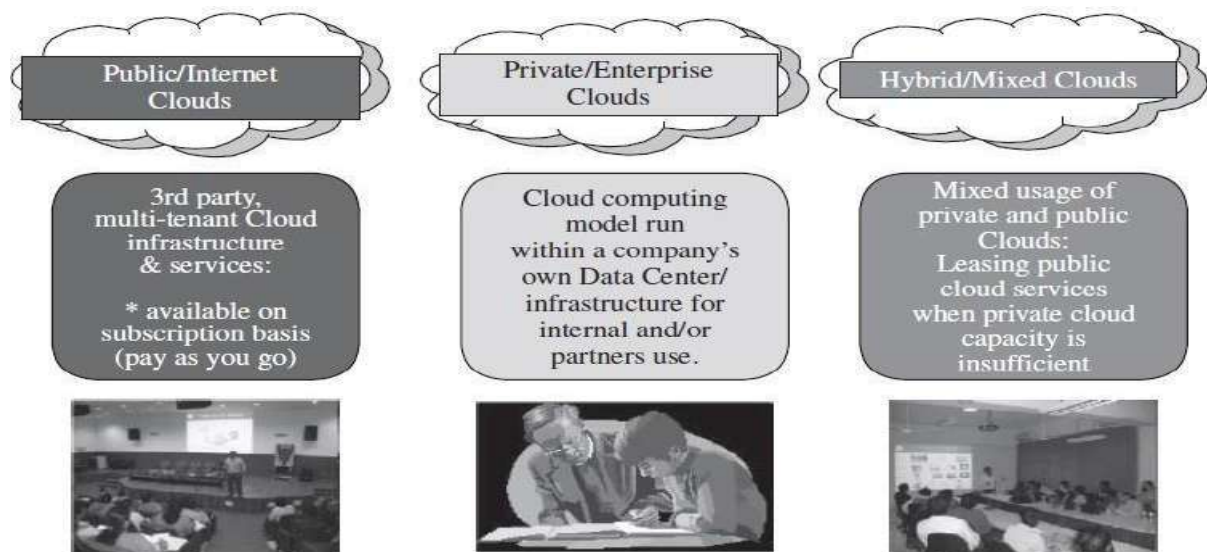 Public/Internet
Clouds
Private/Enterprise
Clouds
Hybrid/Mixed Clouds
3rd party,
multi-tenant Cloud
infrastructure
& services:
* available on
subscription basis
(pay as you go)
Cloud computing
model run
within a company’s
own Data Center/
infrastructure for
internal and/or
partners use.
Mixed usage of
private and public
Clouds:
Leasing public
cloud services
when private cloud
capacity is
insufficient